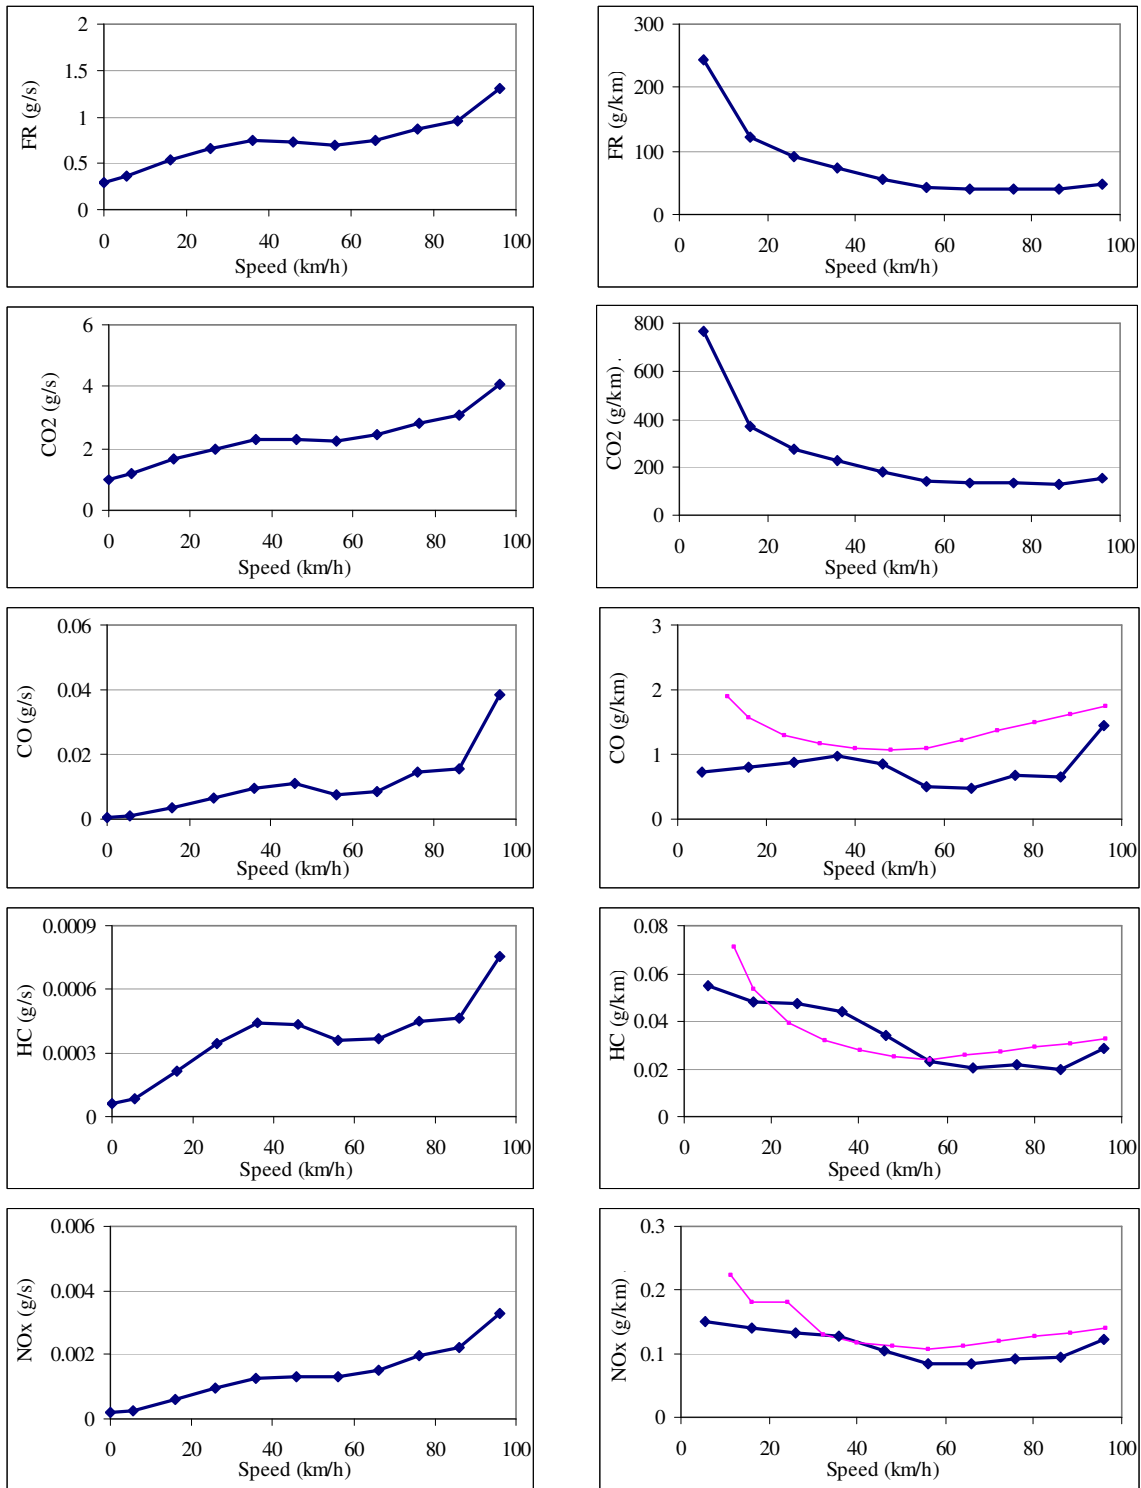 2
1.5
1
0.5
0
FR (g/s)
0 20 40 60 80 100
Speed (km/h)
300
200
100
0
FR (g/km)
0 20 40 60 80 100
Speed (km/h)
6
4
2
0
CO2 (g/s)
0 20 40 60 80 100
Speed (km/h)
800
600
400
200
0
CO2 (g/km) .
0 20 40 60 80 100
Speed (km/h)
0.06
0.04
0.02
0
CO (g/s)
0 20 40 60 80 100
Speed (km/h)
3
2
1
0
CO (g/km)
0 20 40 60 80 100
Speed (km/h)
0.0009
0.0006
0.0003
0
HC (g/s)
0 20 40 60 80 100
Speed (km/h)
0.08
0.06
0.04
0.02
0
HC (g/km)
0 20 40 60 80 100
Speed (km/h)
0.006
0.004
0.002
0
NOx (g/s)
0 20 40 60 80 100
Speed (km/h)
0.3
0.2
0.1
0
NOx (g/km) .
0 20 40 60 80 100
Speed (km/h)